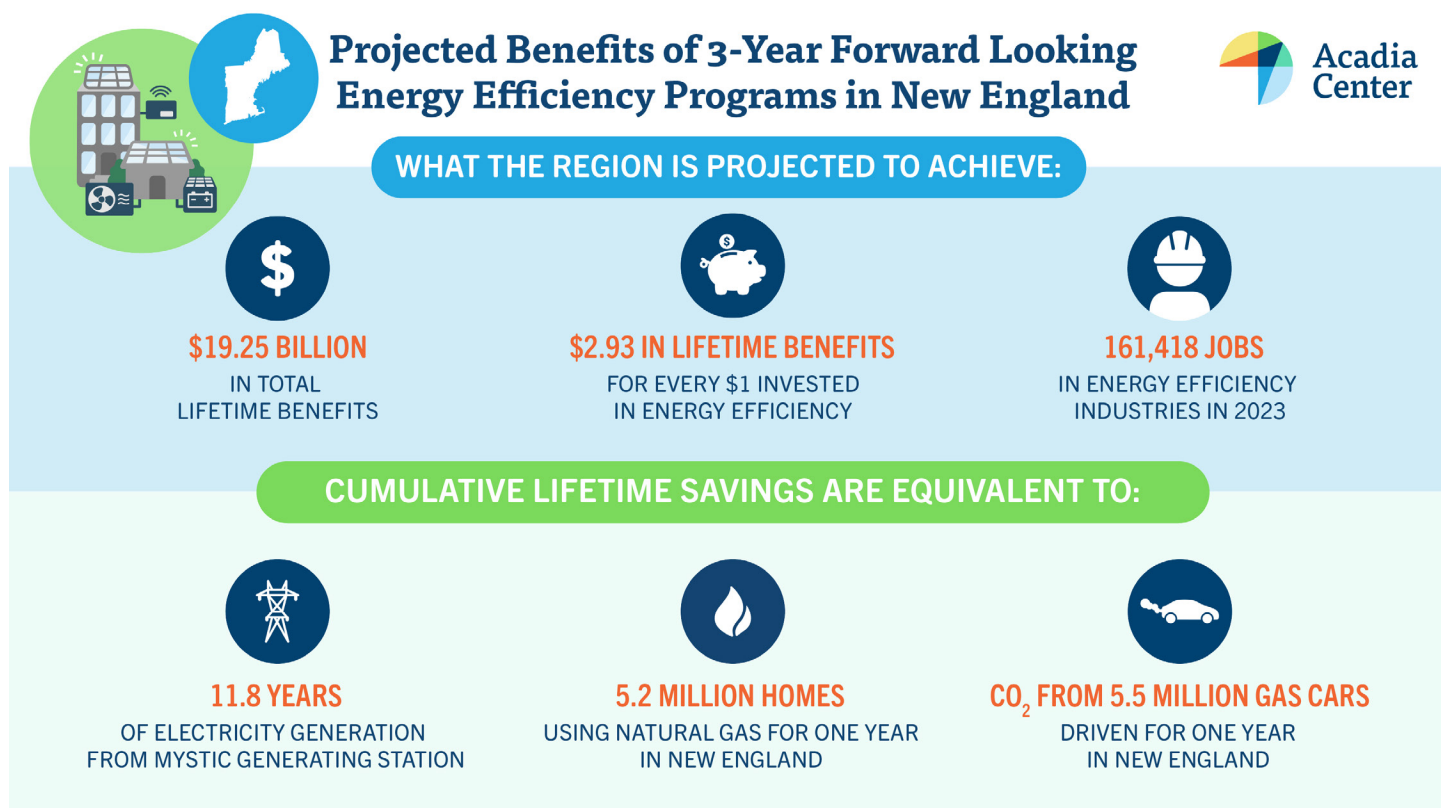 Projected Benefits of 3-Year Forward Looking
Energy Efficiency Programs in New England
Acadia
Center
WHAT THE REGION IS PROJECTED TO ACHIEVE:
$
$
$19.25 BILLION
IN TOTAL
LIFETIME BENEFITS
$2.93 IN LIFETIME BENEFITS
FOR EVERY $1 INVESTED
IN ENERGY EFFICIENCY
161,418 JOBS
IN ENERGY EFFICIENCY
INDUSTRIES IN 2023
CUMULATIVE LIFETIME SAVINGS ARE EQUIVALENT TO:
11.8 YEARS
OF ELECTRICITY GENERATION
FROM MYSTIC GENERATING STATION
5.2 MILLION HOMES
USING NATURAL GAS FOR ONE YEAR
IN NEW ENGLAND
CO₂ FROM 5.5 MILLION GAS CARS
DRIVEN FOR ONE YEAR
IN NEW ENGLAND